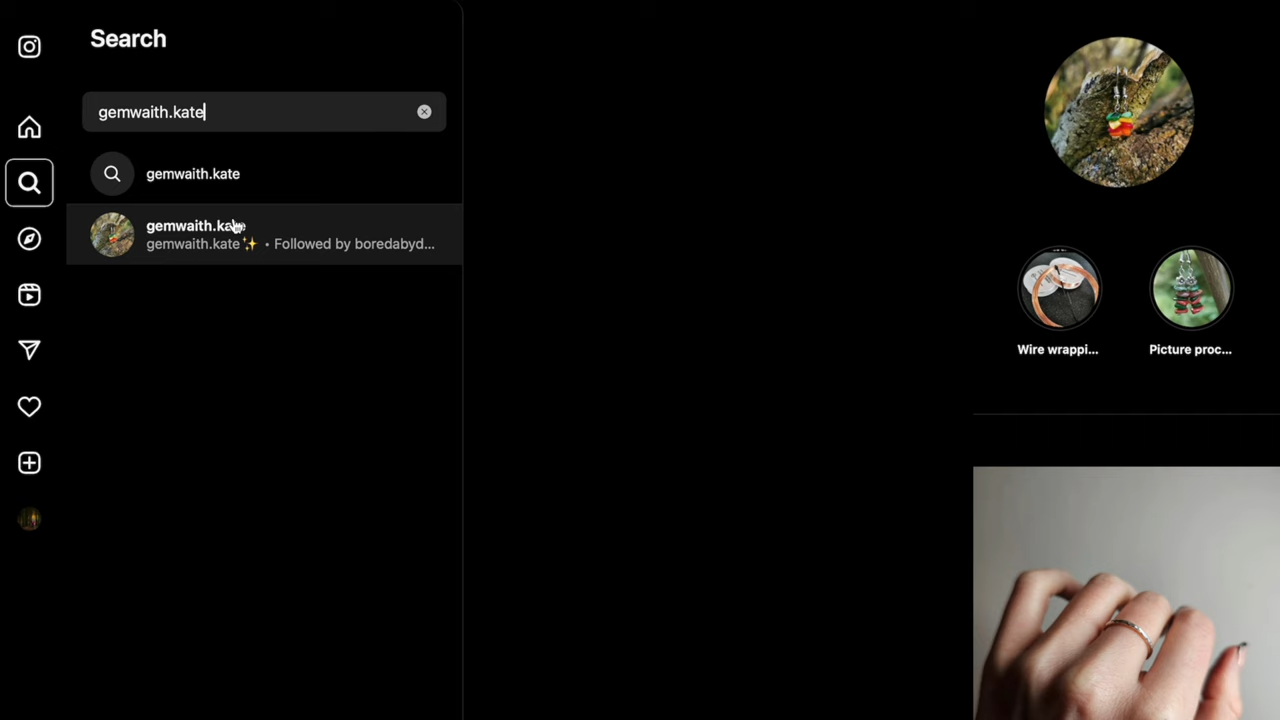 Search
gemwaith.kate
gemwaith.kate
gemwaith.kate
gemwaith.kate✨ • Followed by boredabyd...
Wire wrappi...
Picture proc...